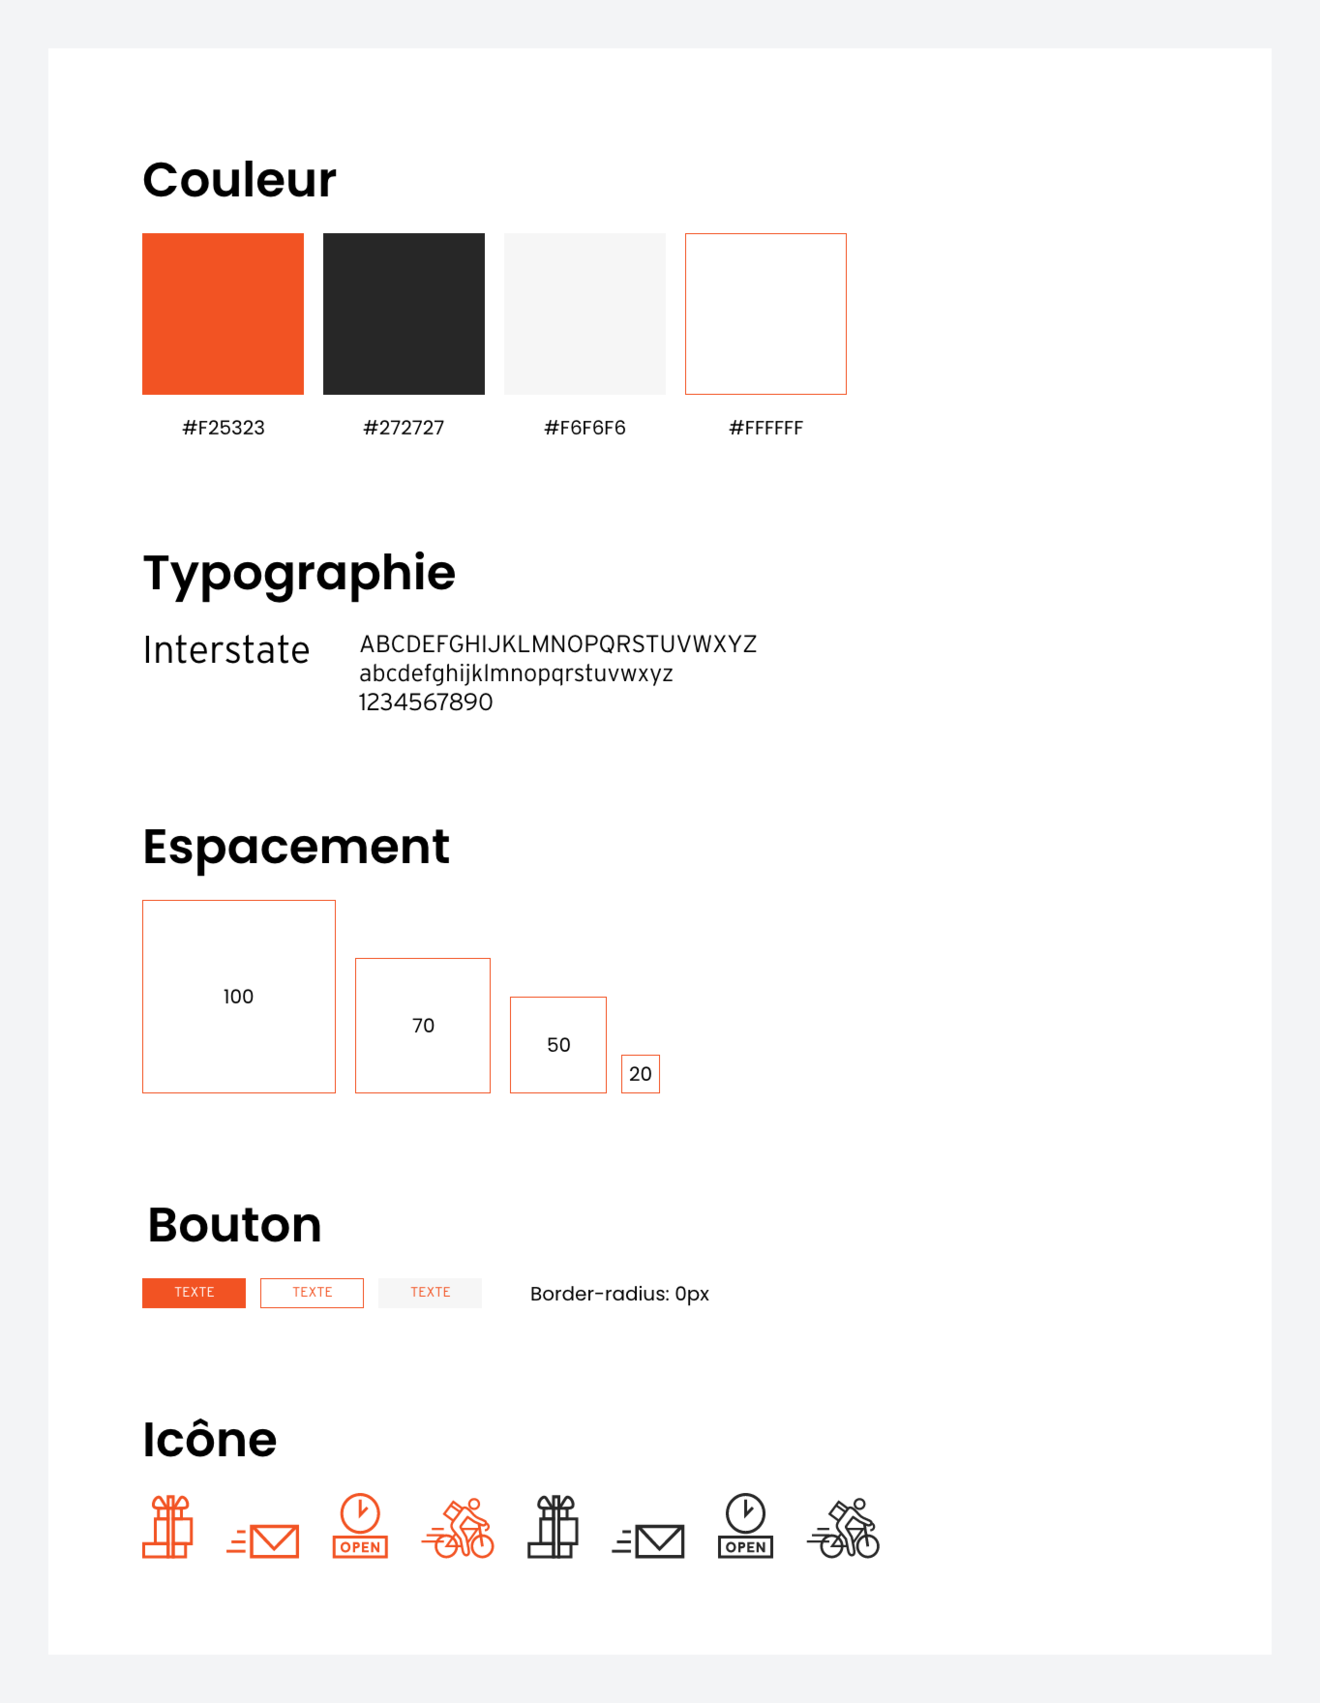 Couleur
#F25323
#272727
#F6F6F6
#FFFFFF
Typographie
Interstate
ABCDEFGHIJKLMNOPQRSTUVWXYZ
abcdefghijklmnopqrstuvwxyz
1234567890
Espacement
100
70
50
20
Bouton
TEXTE
TEXTE
TEXTE
Border-radius: 0px
Icône
OPEN
OPEN